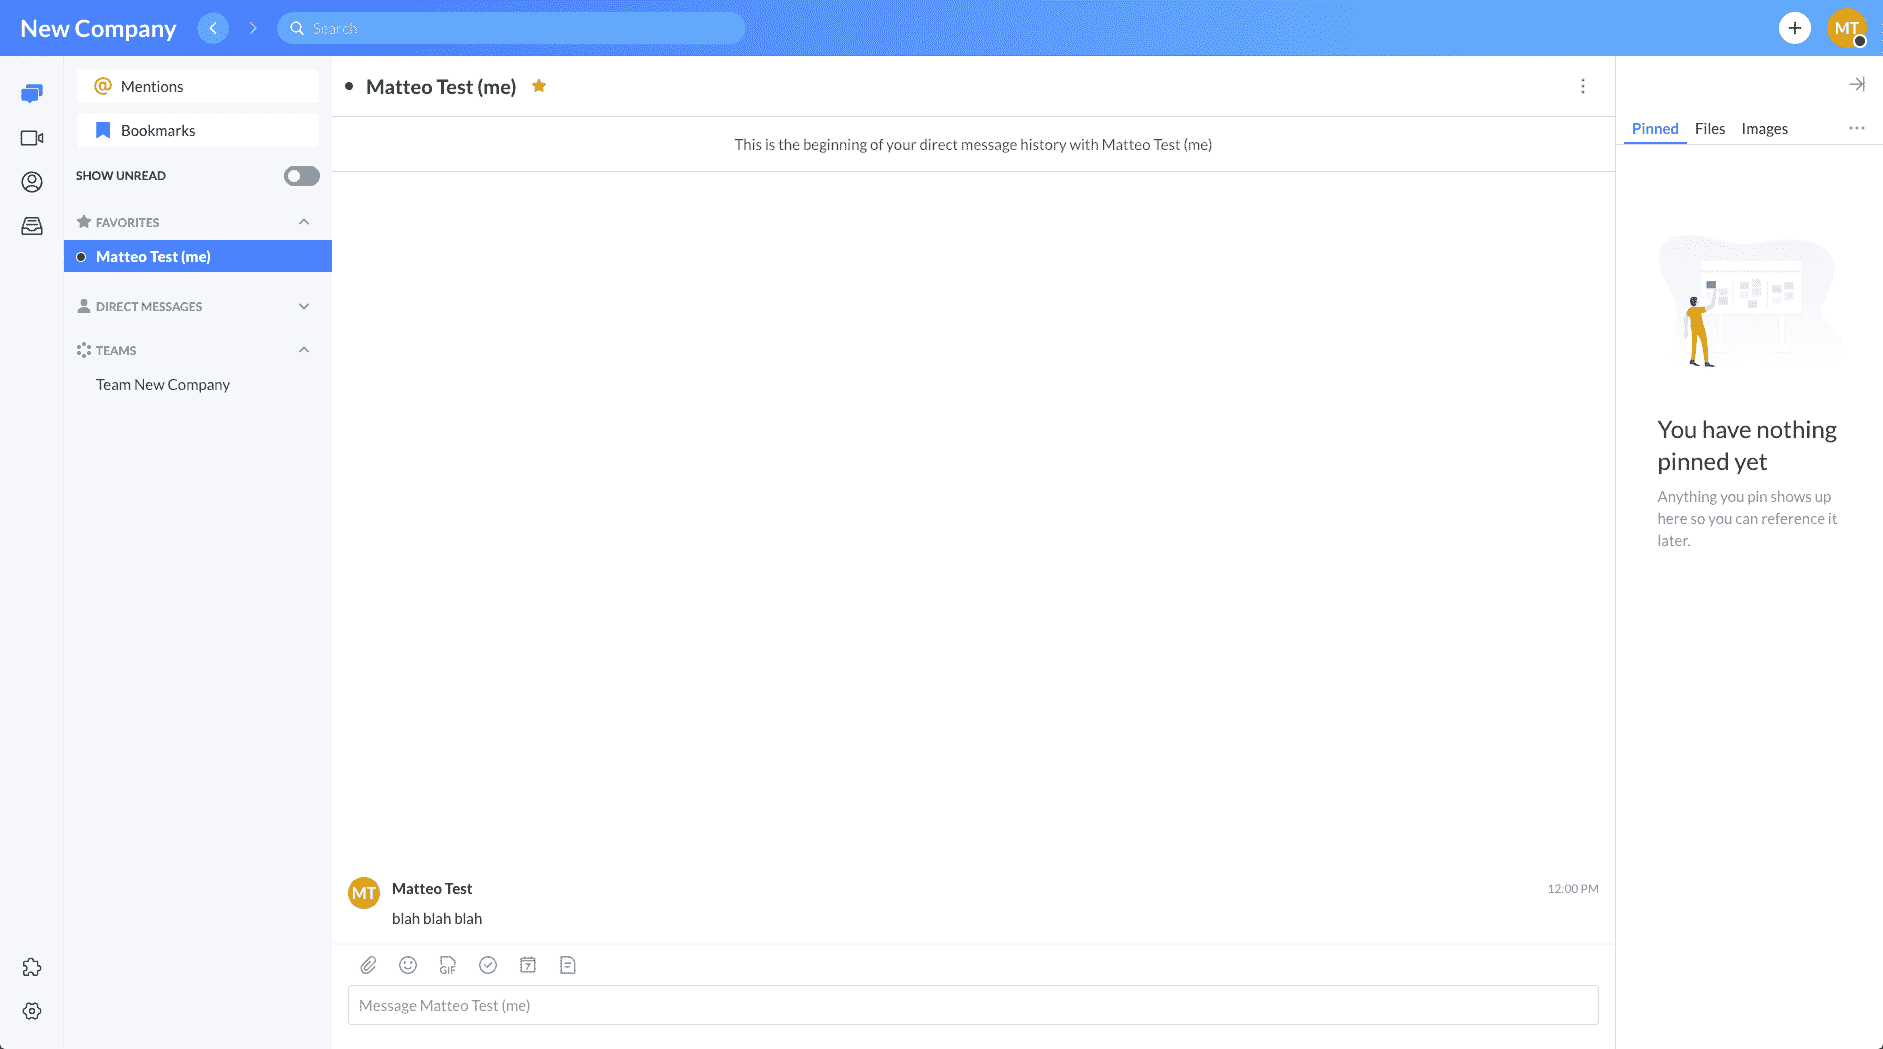 New Company
Search
MT
Mentions
Bookmarks
SHOW UNREAD
FAVORITES
Matteo Test (me)
DIRECT MESSAGES
TEAMS
Team New Company
Matteo Test (me)
This is the beginning of your direct message history with Matteo Test (me)
MT
Matteo Test
12:00 PM
blah blah blah
GIF
7
Message Matteo Test (me)
Pinned
Files
Images
You have nothing
pinned yet
Anything you pin shows up
here so you can reference it
later.